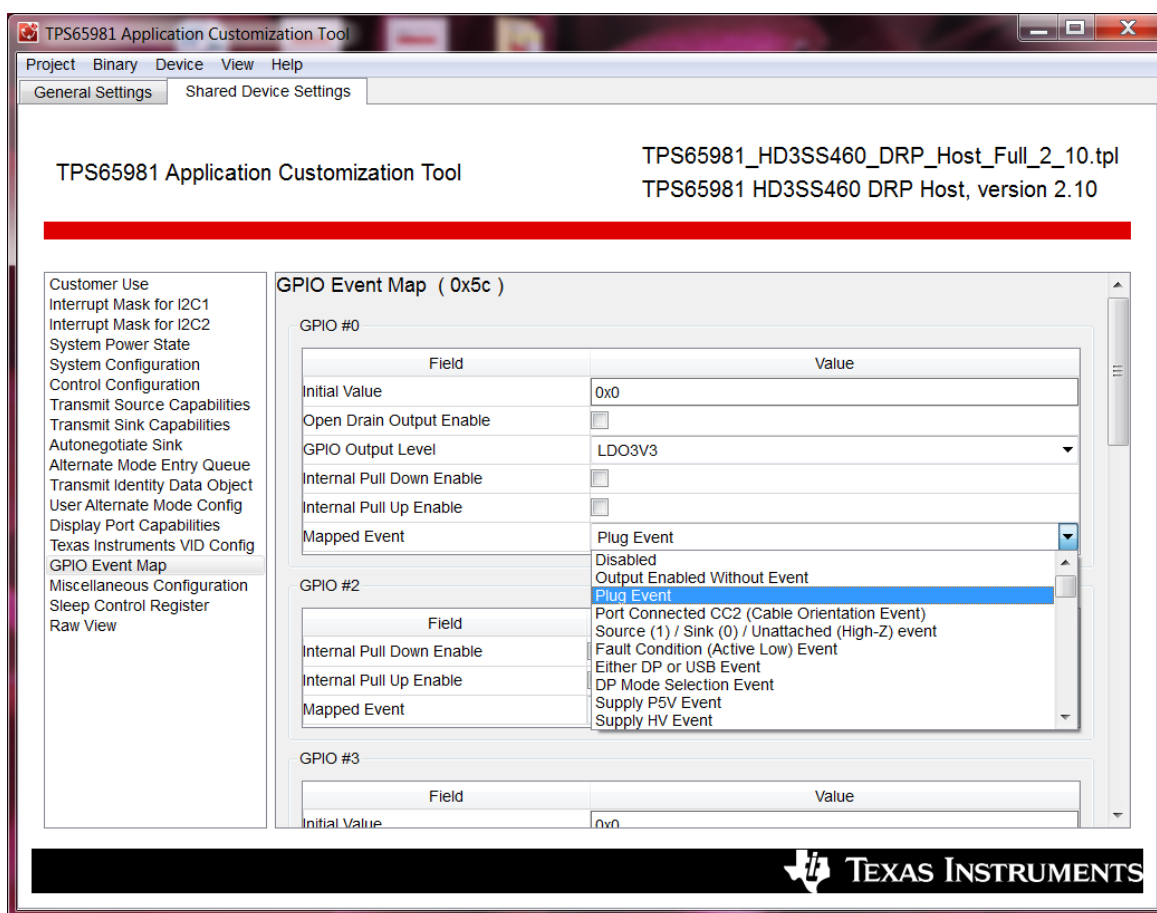 TPS65981 Application Customization Tool
Project Binary Device View Help
General Settings Shared Device Settings
TPS65981 Application Customization Tool
TPS65981_HD3SS460_DRP_Host_Full_2_10.tpl
TPS65981 HD3SS460 DRP Host, version 2.10
Customer Use
Interrupt Mask for I2C1
Interrupt Mask for I2C2
System Power State
System Configuration
Control Configuration
Transmit Source Capabilities
Transmit Sink Capabilities
Autonegotiate Sink
Alternate Mode Entry Queue
Transmit Identity Data Object
User Alternate Mode Config
Display Port Capabilities
Texas Instruments VID Config
GPIO Event Map
Miscellaneous Configuration
Sleep Control Register
Raw View
GPIO Event Map ( 0x5c )
GPIO #0
Field Value
Initial Value 0x0
Open Drain Output Enable
GPIO Output Level LDO3V3
Internal Pull Down Enable
Internal Pull Up Enable
Mapped Event Plug Event
Disabled
Output Enabled Without Event
Plug Event
Port Connected CC2 (Cable Orientation Event)
Source (1) / Sink (0) / Unattached (High-Z) event
Fault Condition (Active Low) Event
Either DP or USB Event
DP Mode Selection Event
Supply P5V Event
Supply HV Event
GPIO #2
Field
Internal Pull Down Enable
Internal Pull Up Enable
Mapped Event
GPIO #3
Field Value
Initial Value 0x0
TEXAS INSTRUMENTS